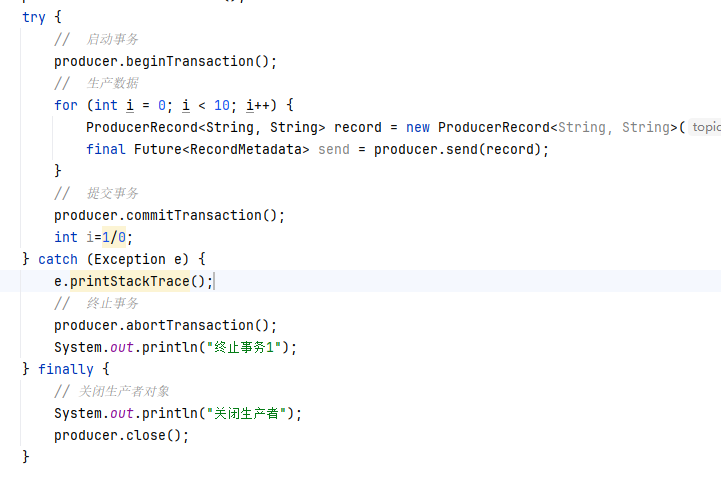 try {
// 启动事务
producer.beginTransaction();
// 生产数据
for (int i = 0; i < 10; i++) {
ProducerRecord<String, String> record = new ProducerRecord<String, String>( topic
final Future<RecordMetadata> send = producer.send(record);
}
// 提交事务
producer.commitTransaction();
int i=1/0;
} catch (Exception e) {
e.printStackTrace();
// 终止事务
producer.abortTransaction();
System.out.println("终止事务1");
} finally {
// 关闭生产者对象
System.out.println("关闭生产者");
producer.close();
}